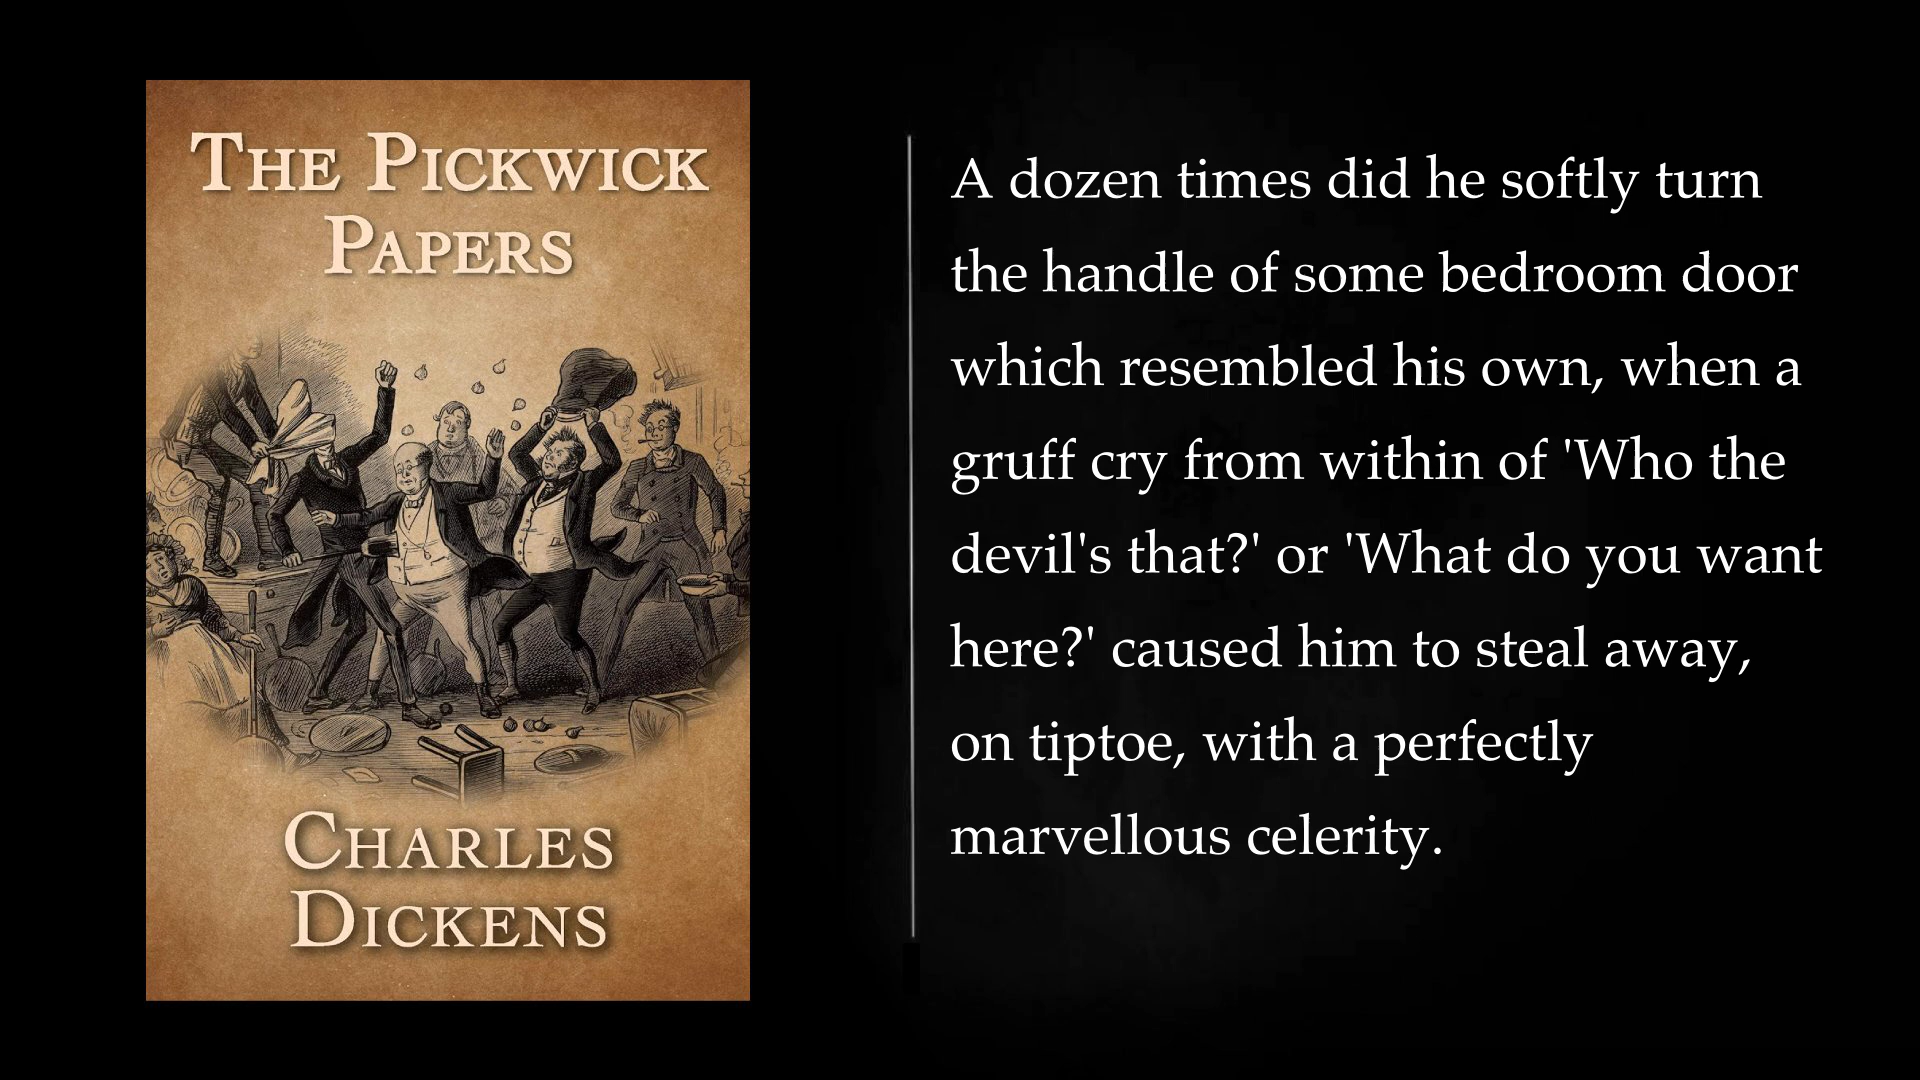 THE PICKWICK
PAPERS
CHARLES
DICKENS
A dozen times did he softly turn
the handle of some bedroom door
which resembled his own, when a
gruff cry from within of 'Who the
devil's that?' or 'What do you want
here?' caused him to steal away,
on tiptoe, with a perfectly
marvellous celerity.